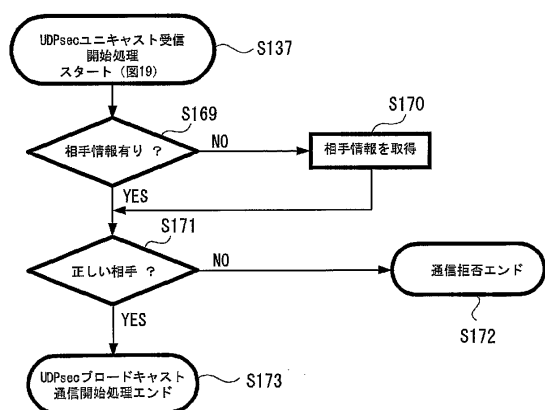 UDPsecユニキャスト受信
開始処理
スタート(図19)
S137
S169
相手情報有り ?
NO
S170
相手情報を取得
YES
S171
正しい相手 ?
NO
通信拒否エンド
S172
YES
UDPsecブロードキャスト
通信開始処理エンド
S173